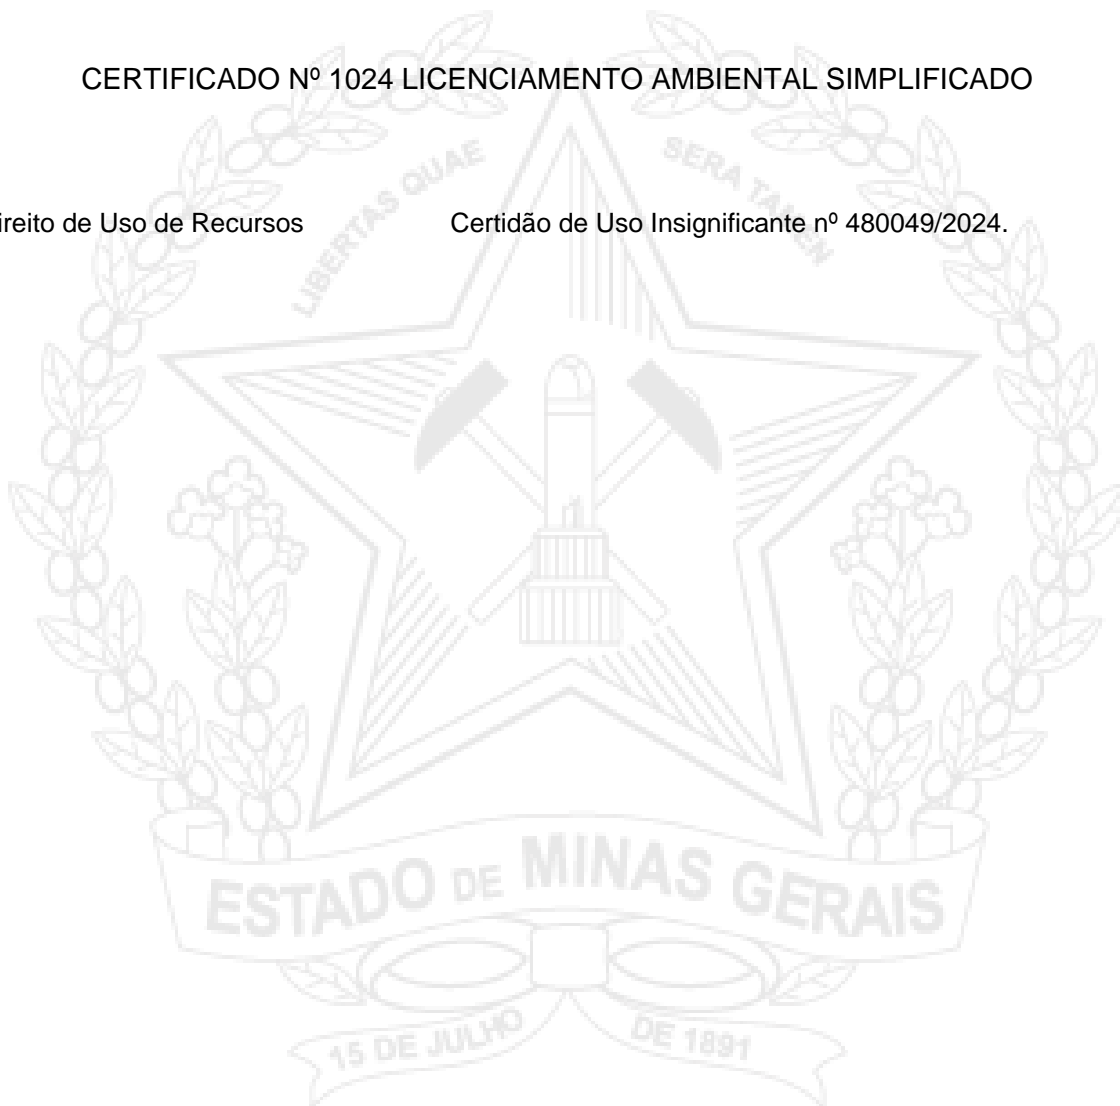 CERTIFICADO Nº 1024 LICENCIAMENTO AMBIENTAL SIMPLIFICADO
LIBERTAS QUAE SERA TAMEN
ireito de Uso de Recursos Certidão de Uso Insignificante nº 480049/2024.
ESTADO DE MINAS GERAIS
15 DE JULHO DE 1891